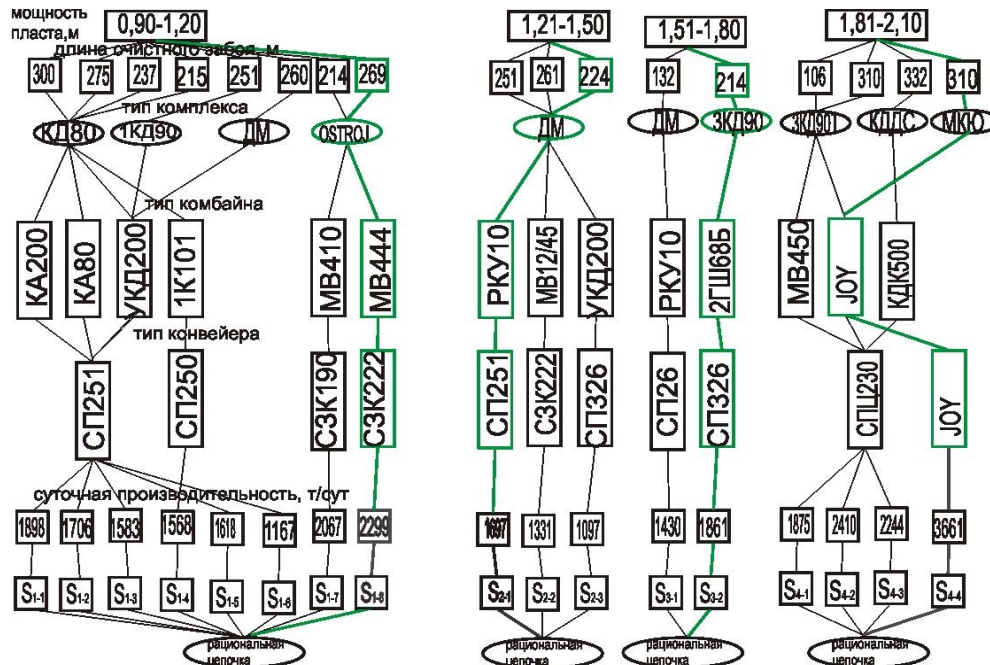 мощность
пласта,м
0,90-1,20
1,21-1,50
1,51-1,80
1,81-2,10
длина очистного забоя, м
300 275 237 215 251 260 214 269
251 261 224
132 214
106 310 332 310
тип комплекса
КД80 1КД90 ДМ OSTROJ
ДМ
ДМ 3КД90
3КД90 КДДС МКЮ
тип комбайна
КА200 КА80 УКД200 1К101 МВ410 МВ444
РКУ10 МВ12/45 УКД200
РКУ10 2ГШ68Б
МВ450 JOY КДК500
тип конвейера
СП251 СП250 СЗК190 СЗК222
СП251 СЗК222 СП326
СП26 СП326
СПЦ230 JOY
суточная производительность, т/сут
1898 1706 1583 1568 1618 1167 2067 2299
1697 1331 1097
1430 1861
1875 2410 2244 3661
S1-1 S1-2 S1-3 S1-4 S1-5 S1-6 S1-7 S1-8
S2-1 S2-2 S2-3
S3-1 S3-2
S4-1 S4-2 S4-3 S4-4
рациональная
цепочка
рациональная
цепочка
рациональная
цепочка
рациональная
цепочка